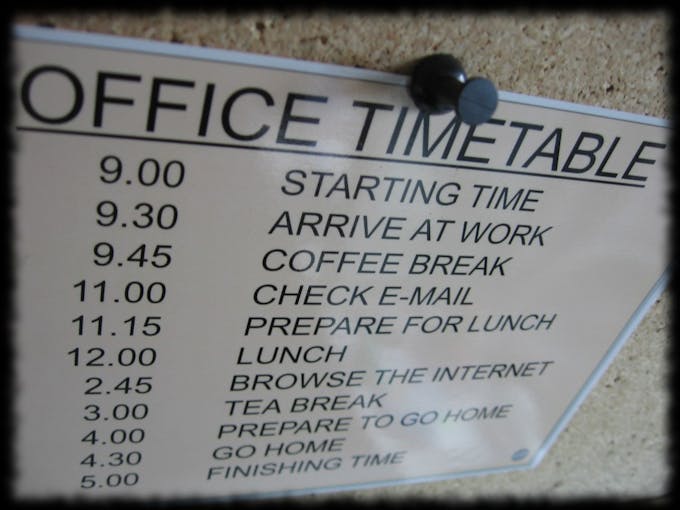 OFFICE TIMETABLE
9.00 STARTING TIME
9.30 ARRIVE AT WORK
9.45 COFFEE BREAK
11.00 CHECK E-MAIL
11.15 PREPARE FOR LUNCH
12.00 LUNCH
2.45 BROWSE THE INTERNET
3.00 TEA BREAK
4.00 PREPARE TO GO HOME
4.30 GO HOME
5.00 FINISHING TIME